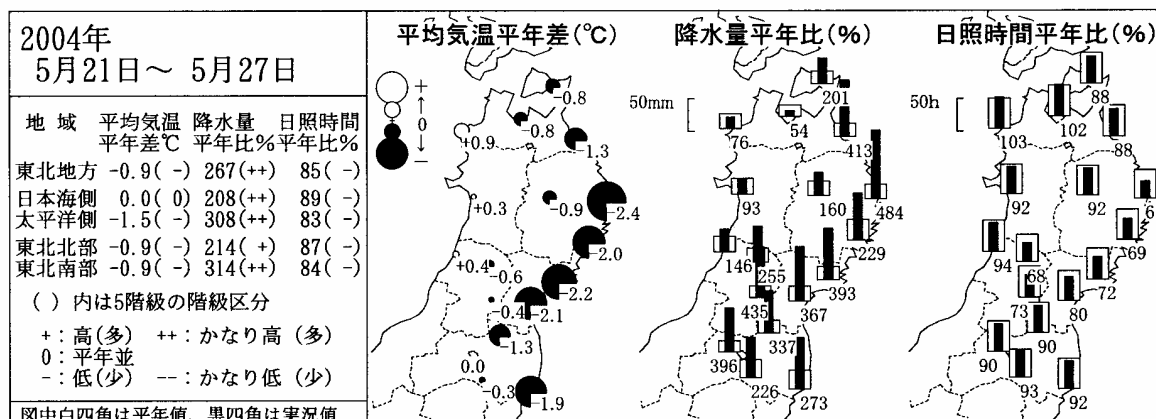 2004年
5月21日～ 5月27日
地 域 平均気温 降水量 日照時間
平年差℃ 年比% 平年比%
東北地方 -0.9( -) 267(++) 85( -)
日本海側 0.0( 0) 208(++) 89( -)
太平洋側 -1.5( -) 308(++) 83( -)
東北北部 -0.9( -) 214( +) 87( -)
東北南部 -0.9( -) 314(++) 84( -)
( ) 内は5階級の階級区分
+：高(多) ++：かなり高 (多)
0：平年並
-：低(少) --：かなり低 (少)
図中白四角は平年値, 黒四角は実況値
平均気温平年差(℃)
+
↑
0
↓
-
-0.8
-0.8
+0.9
-1.3
-0.9
+0.3
-2.4
-2.0
+0.4
-0.6
-2.2
-0.4
-2.1
-1.3
0.0
-0.3
-1.9
降水量平年比(%)
50mm
201
54
76
413
93
160
484
229
146
255
393
435
367
337
396
226
273
日照時間平年比(%)
50h
88
102
103
88
92
92
6
69
94
68
72
73
80
90
90
93
92